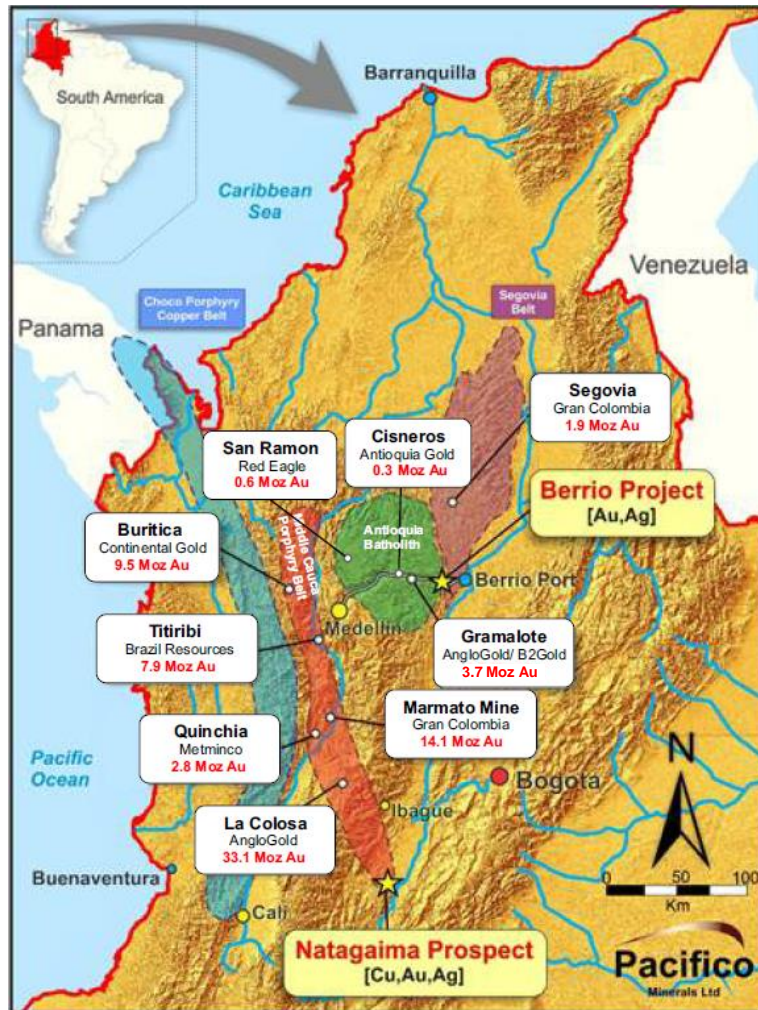 South America
Barranquilla
Caribbean
Sea
Venezuela
Panama
Choco Porphyry
Copper Belt
Segovia
Belt
Segovia
Gran Colombia
1.9 Moz Au
Cisneros
Antioquia Gold
0.3 Moz Au
San Ramon
Red Eagle
0.6 Moz Au
Berrio Project
[Au,Ag]
Buritica
Continental Gold
9.5 Moz Au
Middle Cauca
Porphyry Belt
Antioquia
Batholith
Berrio Port
Medellin
Titiribi
Brazil Resources
7.9 Moz Au
Gramalote
AngloGold/ B2Gold
3.7 Moz Au
Marmato Mine
Gran Colombia
14.1 Moz Au
Quinchia
Metminco
2.8 Moz Au
Pacific
Ocean
N
Bogota
Ibague
La Colosa
AngloGold
33.1 Moz Au
Buenaventura
Cali
0 50 100
Km
Natagaima Prospect
[Cu,Au,Ag]
Pacifico
Minerals Ltd